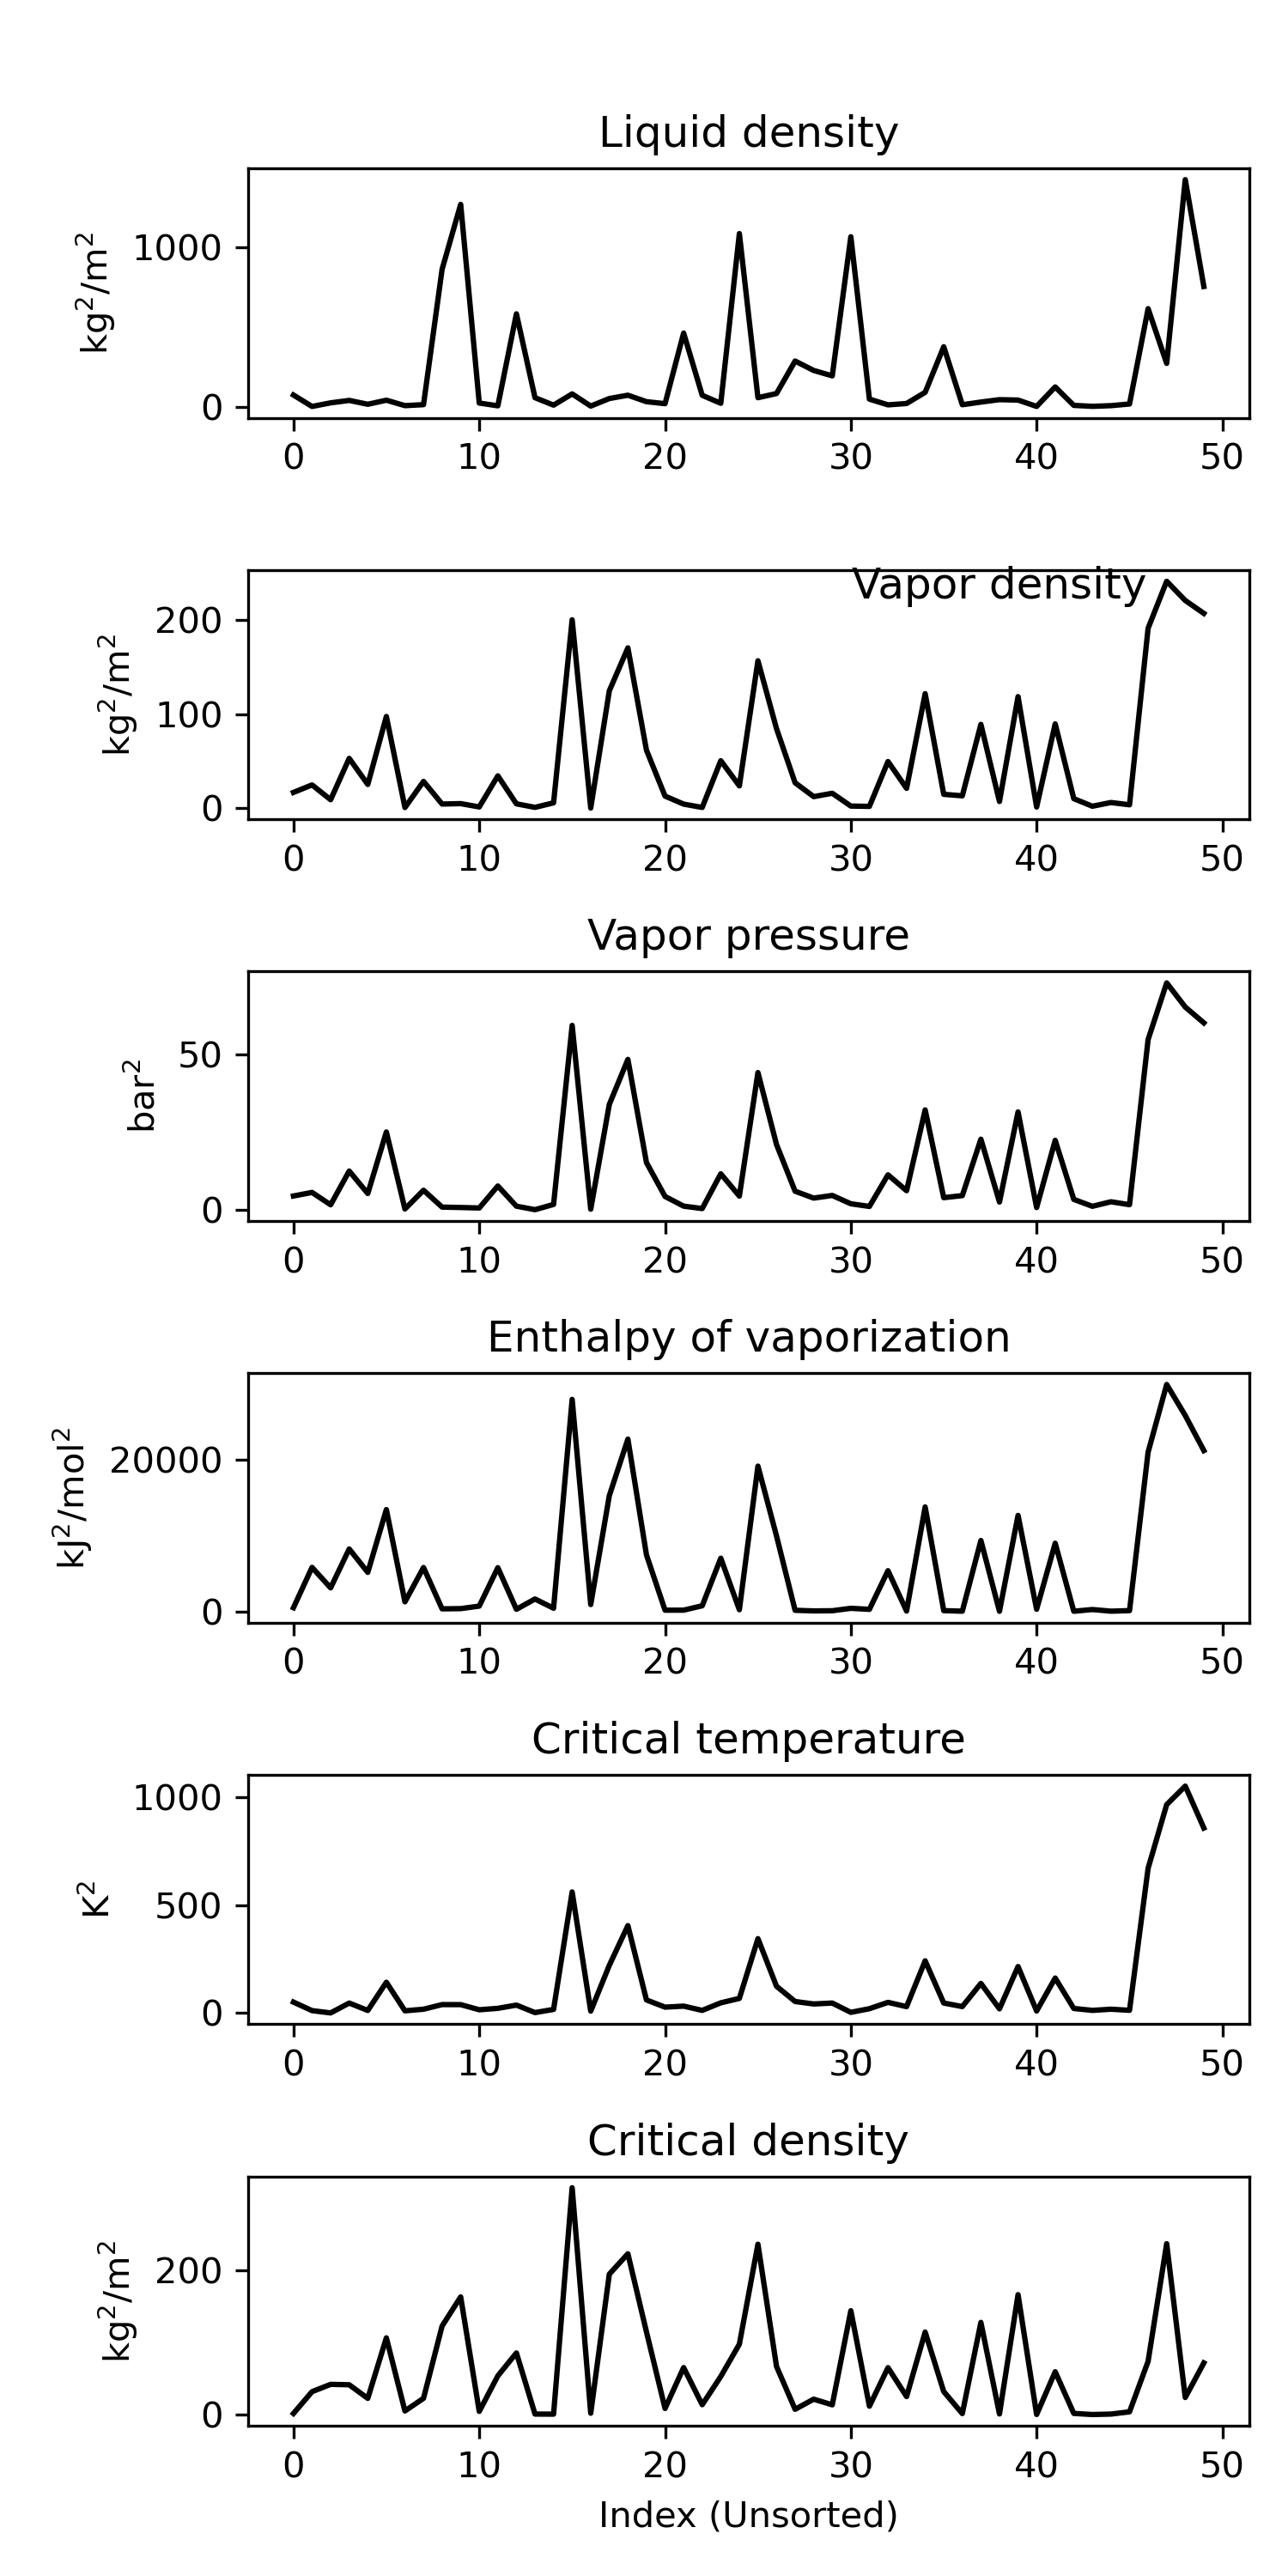 Liquid density
kg²/m²
1000
0
0 10 20 30 40 50
Vapor density
kg²/m²
200
100
0
0 10 20 30 40 50
Vapor pressure
bar²
50
0
0 10 20 30 40 50
Enthalpy of vaporization
kJ²/mol²
20000
0
0 10 20 30 40 50
Critical temperature
K²
1000
500
0
0 10 20 30 40 50
Critical density
kg²/m²
200
0
0 10 20 30 40 50
Index (Unsorted)